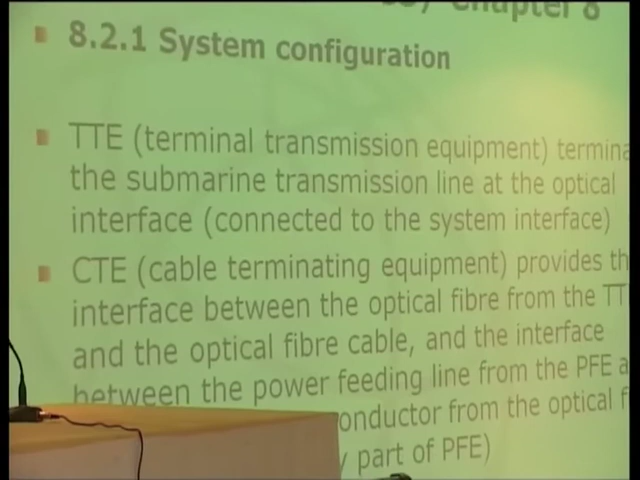 Chapter 8
8.2.1 System configuration
TTE (terminal transmission equipment)
the submarine transmission line at the optical
interface (connected to the system interface)
CTE (cable terminating equipment) provides
interface between the optical fibre from the
and the optical fibre cable, and the interface
between the power feeding line from the PFE
from the optical
part of PFE)